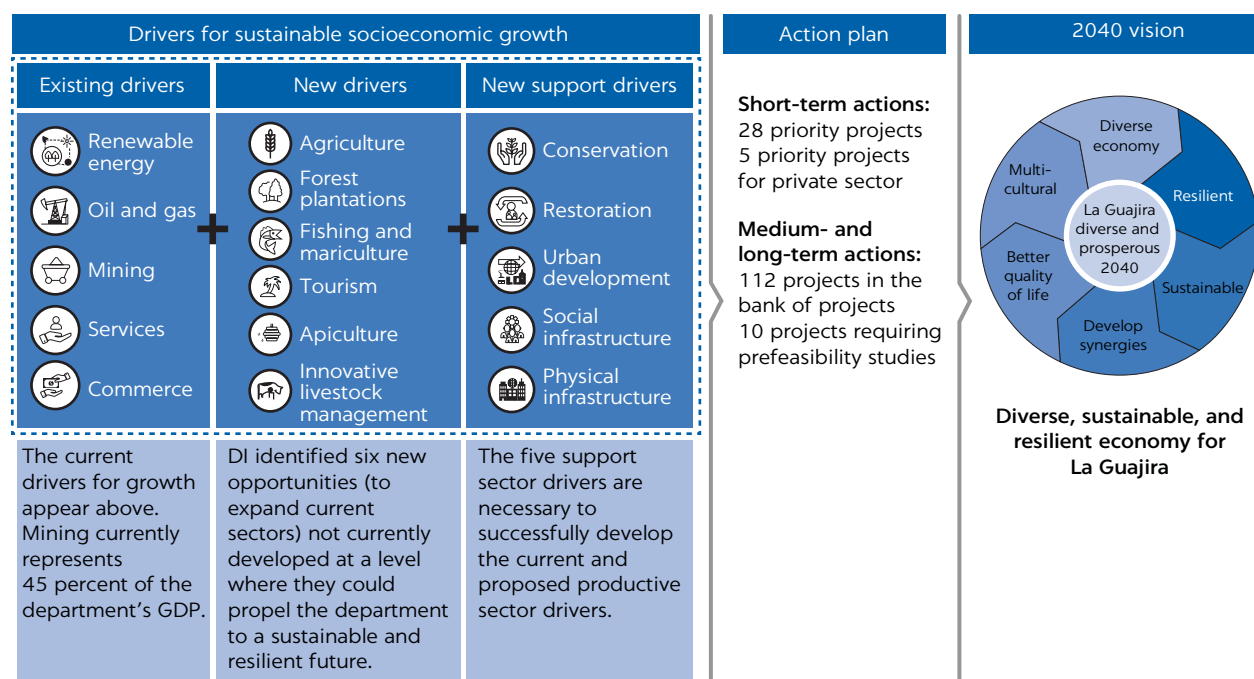 Drivers for sustainable socioeconomic growth
Existing drivers
Renewable
energy
Oil and gas
Mining
Services
Commerce
The current
drivers for growth
appear above.
Mining currently
represents
45 percent of the
department’s GDP.
New drivers
Agriculture
Forest
plantations
Fishing and
mariculture
Tourism
Apiculture
Innovative
livestock
management
DI identified six new
opportunities (to
expand current
sectors) not currently
developed at a level
where they could
propel the department
to a sustainable and
resilient future.
New support drivers
Conservation
Restoration
Urban
development
Social
infrastructure
Physical
infrastructure
The five support
sector drivers are
necessary to
successfully develop
the current and
proposed productive
sector drivers.
Action plan
Short-term actions:
28 priority projects
5 priority projects
for private sector
Medium- and
long-term actions:
112 projects in the
bank of projects
10 projects requiring
prefeasibility studies
2040 vision
Diverse
economy
Resilient
Sustainable
Develop
synergies
Better
quality
of life
Multi-
cultural
La Guajira
diverse and
prosperous
2040
Diverse, sustainable, and
resilient economy for
La Guajira